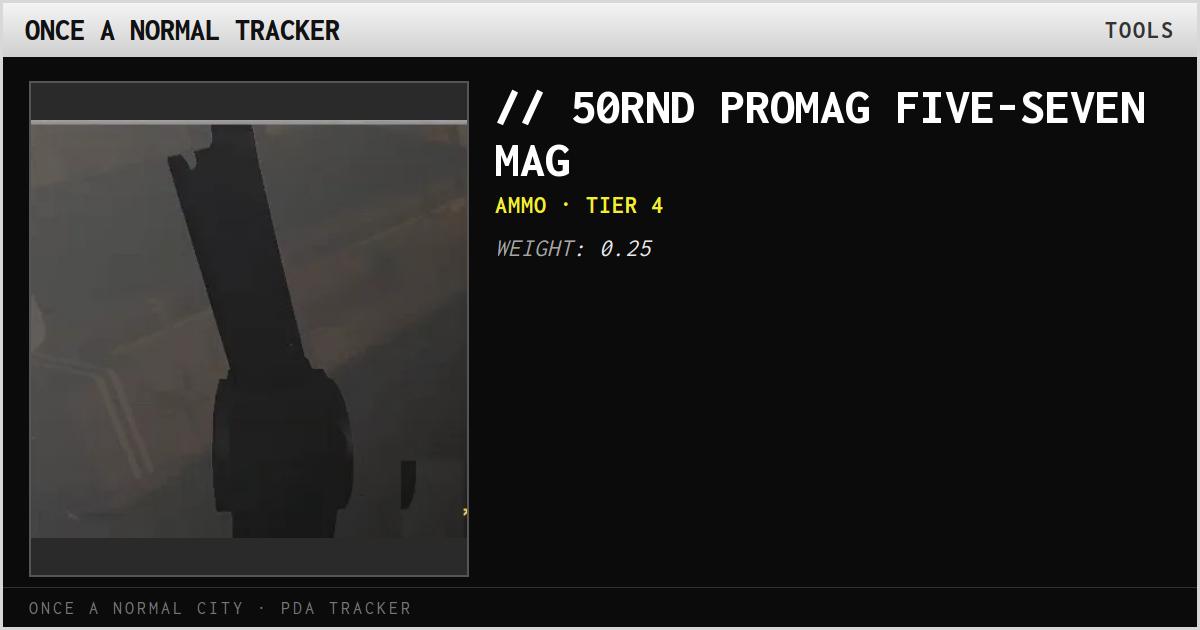 ONCE A NORMAL TRACKER
TOOLS
// 50RND PROMAG FIVE-SEVEN
MAG
AMMO · TIER 4
WEIGHT: 0.25
ONCE A NORMAL CITY · PDA TRACKER